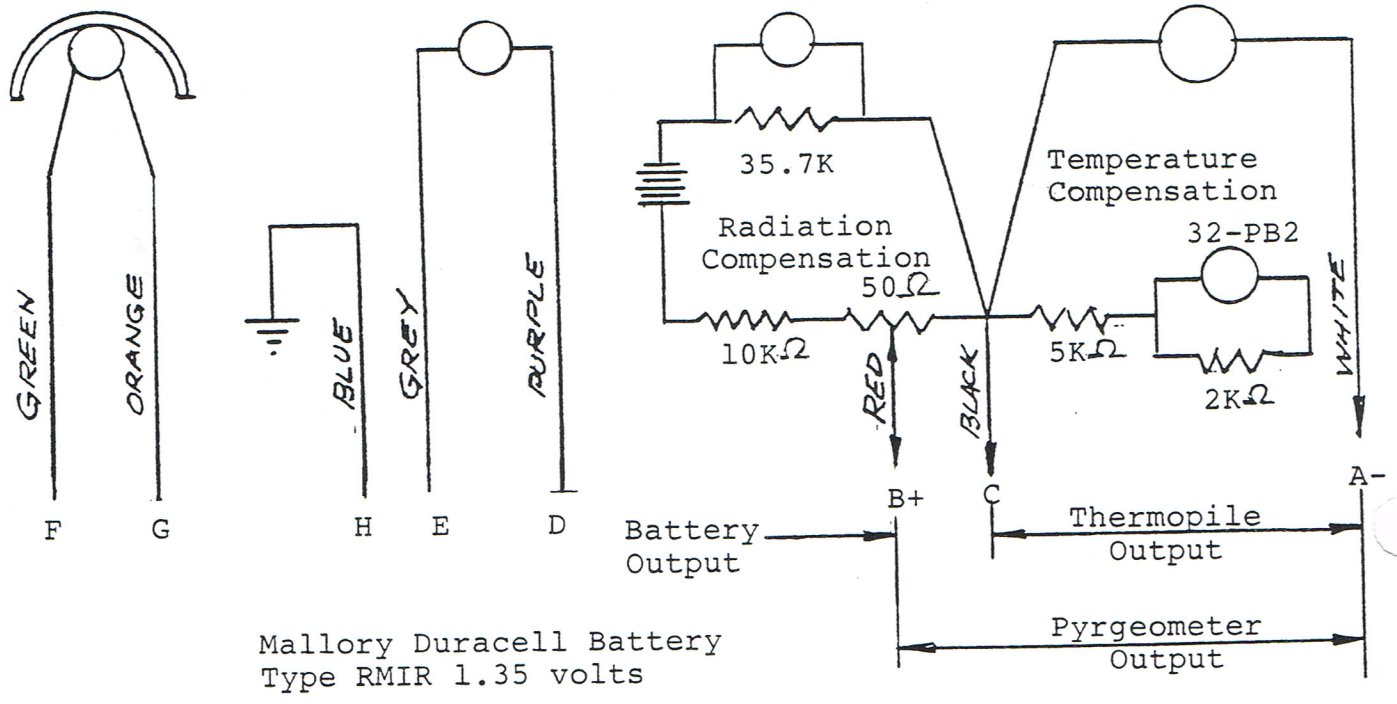 35.7K
Temperature
Compensation
Radiation
Compensation
32-PB2
50Ω
10KΩ
5KΩ
2KΩ
GREEN
ORANGE
BLUE
GREY
PURPLE
RED
BLACK
WHITE
F
G
H
E
D
B+
C
A-
Battery
Output
Thermopile
Output
Pyrgeometer
Output
Mallory Duracell Battery
Type RMIR 1.35 volts